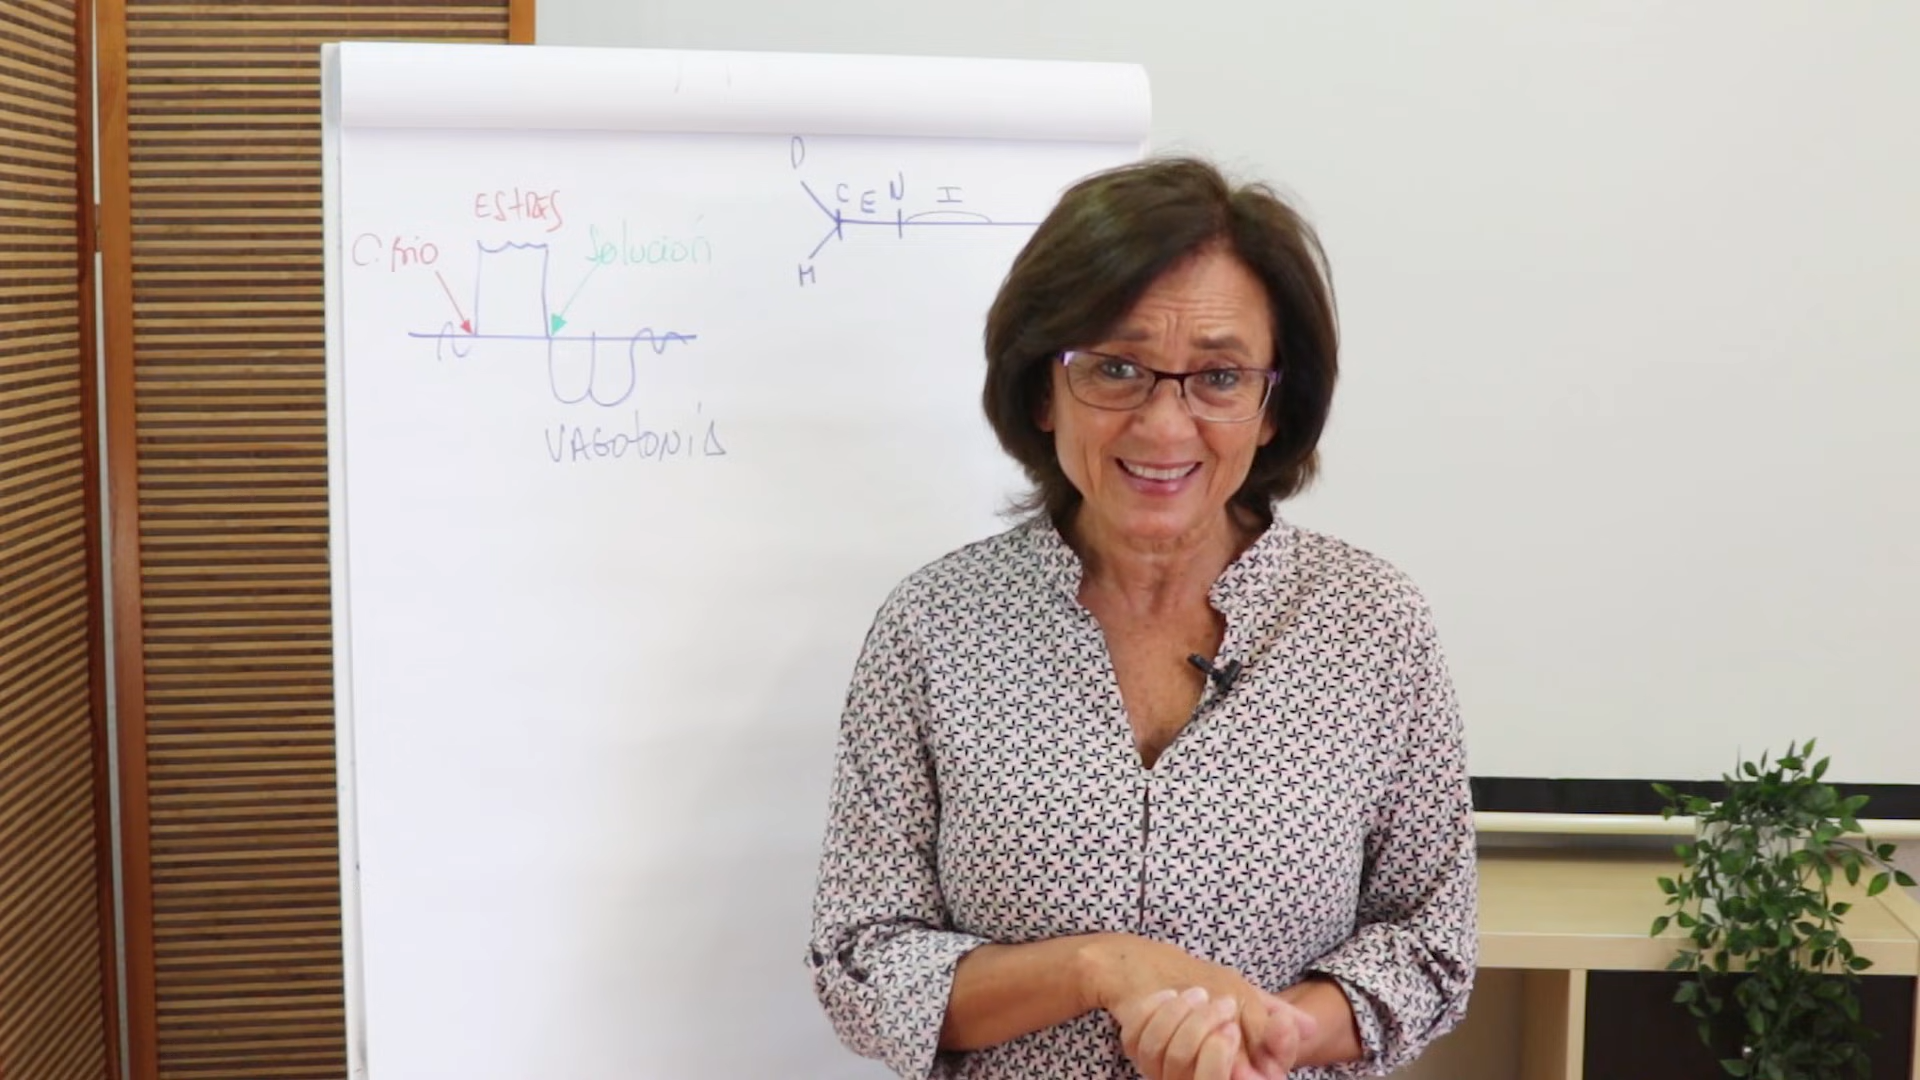 ESTRES
C. frio
Solución
VAGOTONIA
D
C E N I
M